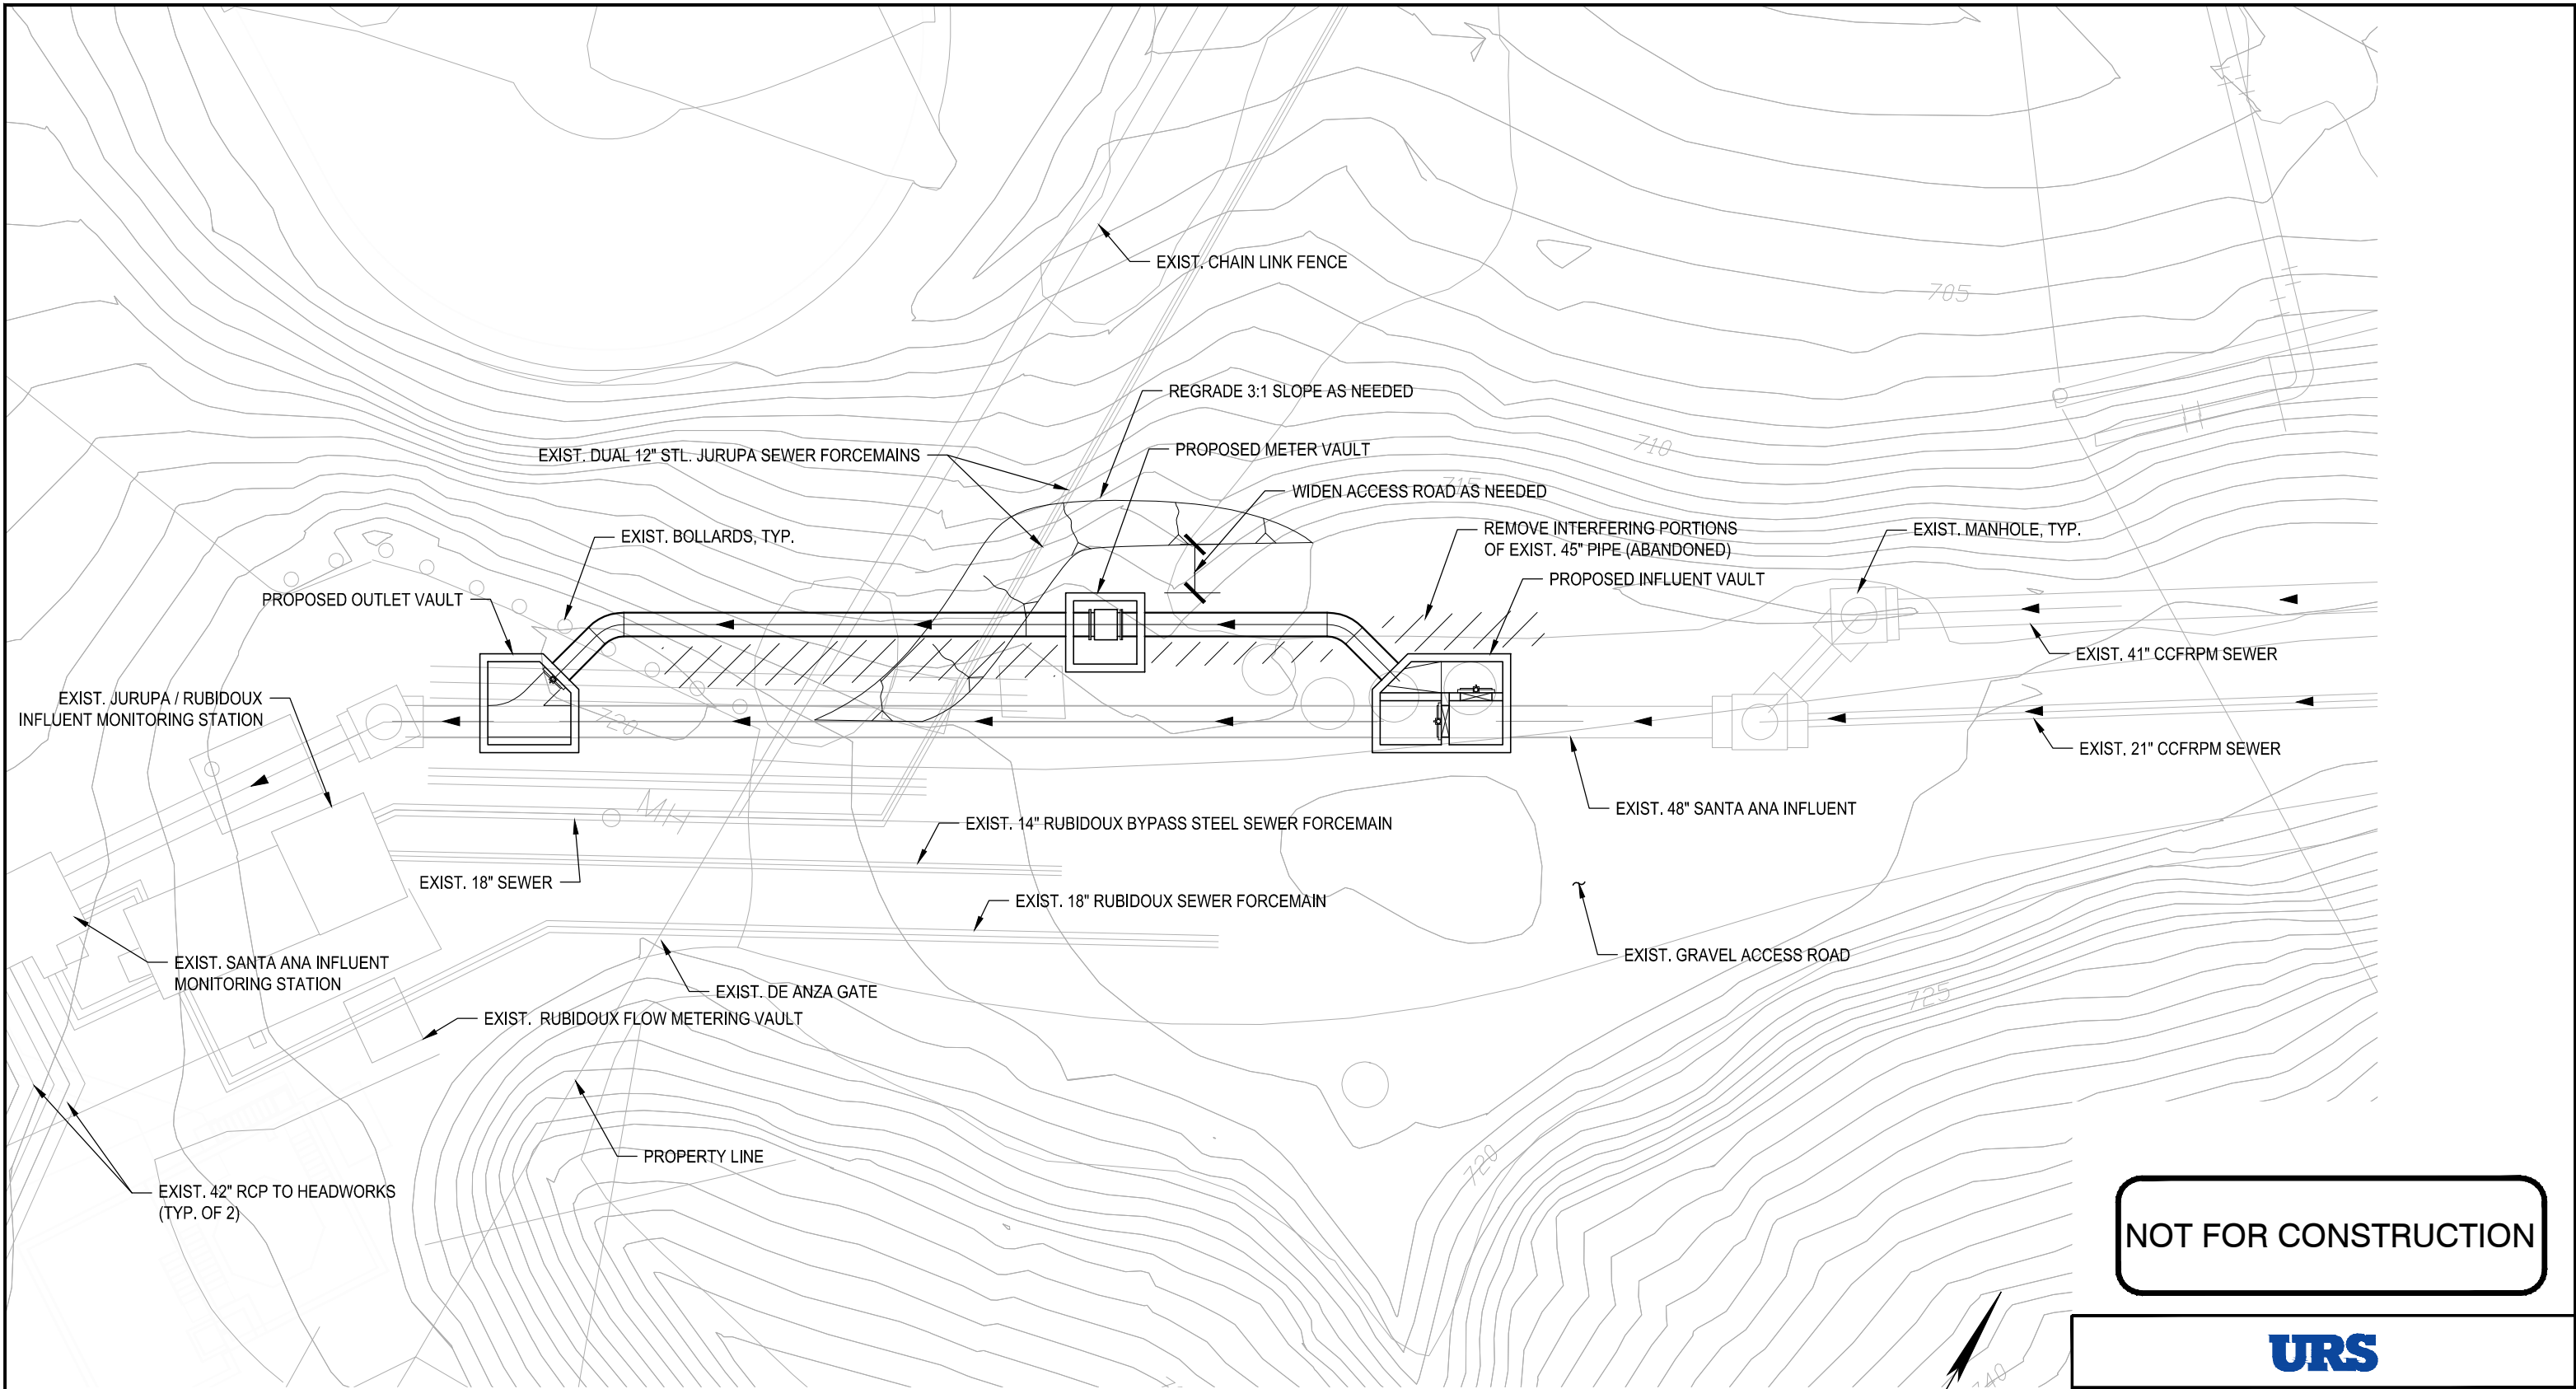 EXIST. CHAIN LINK FENCE
705
REGRADE 3:1 SLOPE AS NEEDED
710
EXIST. DUAL 12" STL. JURUPA SEWER FORCEMAINS
PROPOSED METER VAULT
715
WIDEN ACCESS ROAD AS NEEDED
EXIST. BOLLARDS, TYP.
REMOVE INTERFERING PORTIONS
OF EXIST. 45" PIPE (ABANDONED)
EXIST. MANHOLE, TYP.
PROPOSED INFLUENT VAULT
PROPOSED OUTLET VAULT
EXIST. 41" CCFRPM SEWER
EXIST. JURUPA / RUBIDOUX
INFLUENT MONITORING STATION
720
EXIST. 21" CCFRPM SEWER
EXIST. 48" SANTA ANA INFLUENT
MH
EXIST. 14" RUBIDOUX BYPASS STEEL SEWER FORCEMAIN
EXIST. 18" SEWER
EXIST. 18" RUBIDOUX SEWER FORCEMAIN
EXIST. GRAVEL ACCESS ROAD
EXIST. SANTA ANA INFLUENT
MONITORING STATION
EXIST. DE ANZA GATE
725
EXIST. RUBIDOUX FLOW METERING VAULT
PROPERTY LINE
720
EXIST. 42" RCP TO HEADWORKS
(TYP. OF 2)
NOT FOR CONSTRUCTION
URS
740